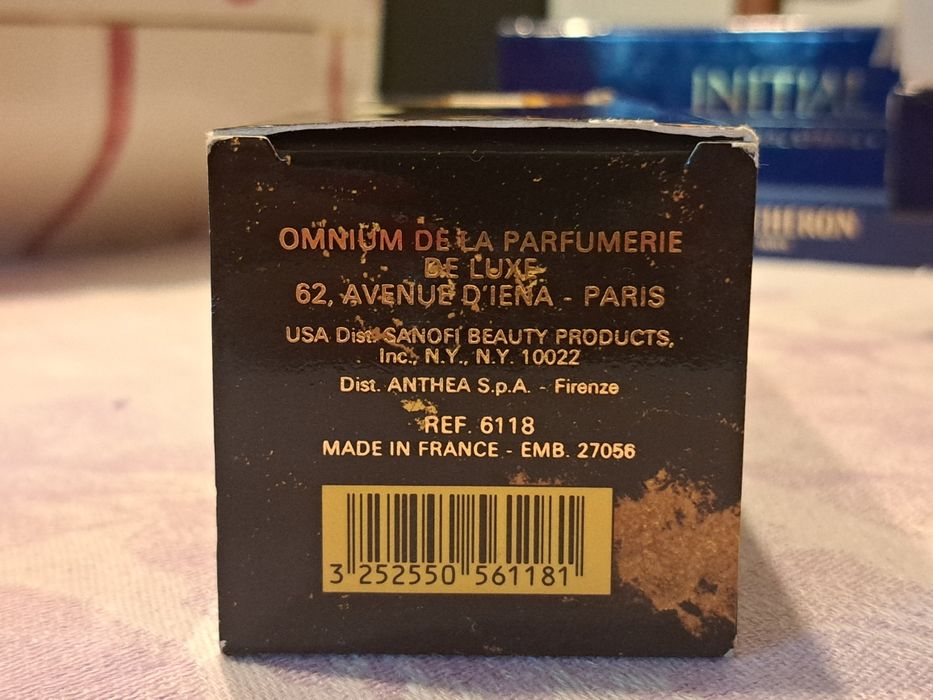 INITIAL
HERON
OMNIUM DE LA PARFUMERIE
DE LUXE
62, AVENUE D'IENA - PARIS
USA Dist. SANOFI BEAUTY PRODUCTS,
Inc., N.Y., N.Y. 10022
Dist. ANTHEA S.p.A. - Firenze
REF. 6118
MADE IN FRANCE - EMB. 27056
3 252550 561181